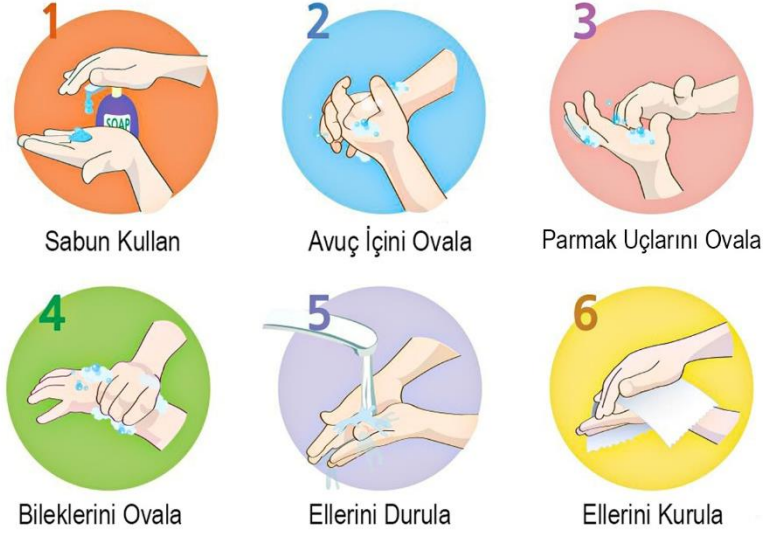 1
SOAP
Sabun Kullan
2
Avuç İçini Ovala
3
Parmak Uçlarını Ovala
4
Bileklerini Ovala
5
Ellerini Durula
6
Ellerini Kurula